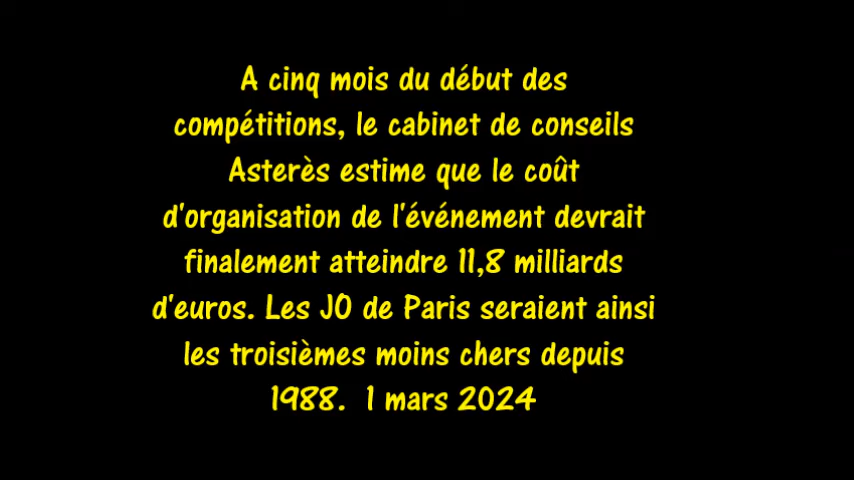 A cinq mois du début des
compétitions, le cabinet de conseils
Asterès estime que le coût
d'organisation de l'événement devrait
finalement atteindre 11,8 milliards
d'euros. Les JO de Paris seraient ainsi
les troisièmes moins chers depuis
1988.  1 mars 2024